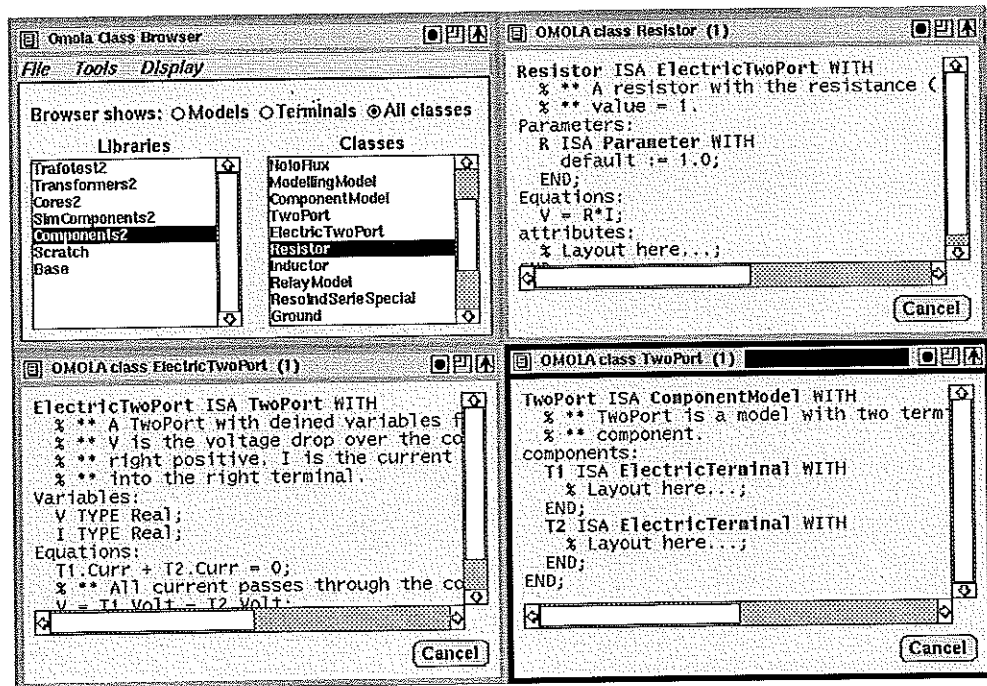 Omola Class Browser
File Tools Display
Browser shows: Models Terminals All classes
Libraries
Trafotest2
Transformers2
Cores2
SimComponents2
Components2
Scratch
Base
Classes
ModellingModel
ComponentModel
TwoPort
ElectricTwoPort
Resistor
Inductor
RelayModel
ResoIndSerieSpecial
Ground
OMOLA class Resistor (1)
Resistor ISA ElectricTwoPort WITH
% ** A resistor with the resistance (
% ** value = 1.
Parameters:
R ISA Parameter WITH
default := 1.0;
END;
Equations:
V = R*I;
attributes:
% Layout here...;
END
Cancel
OMOLA class ElectricTwoPort (1)
ElectricTwoPort ISA TwoPort WITH
% ** A TwoPort with deined variables f
% ** V is the voltage drop over the co
% ** right positive. I is the current
% ** into the right terminal.
Variables:
V TYPE Real;
I TYPE Real;
Equations:
T1.Curr + T2.Curr = 0;
% ** All current passes through the co
V = T1.Volt - T2.Volt;
Cancel
OMOLA class TwoPort (1)
TwoPort ISA ComponentModel WITH
% ** TwoPort is a model with two term
% ** component.
components:
T1 ISA ElectricTerminal WITH
% Layout here...;
END;
T2 ISA ElectricTerminal WITH
% Layout here...;
END;
END;
Cancel